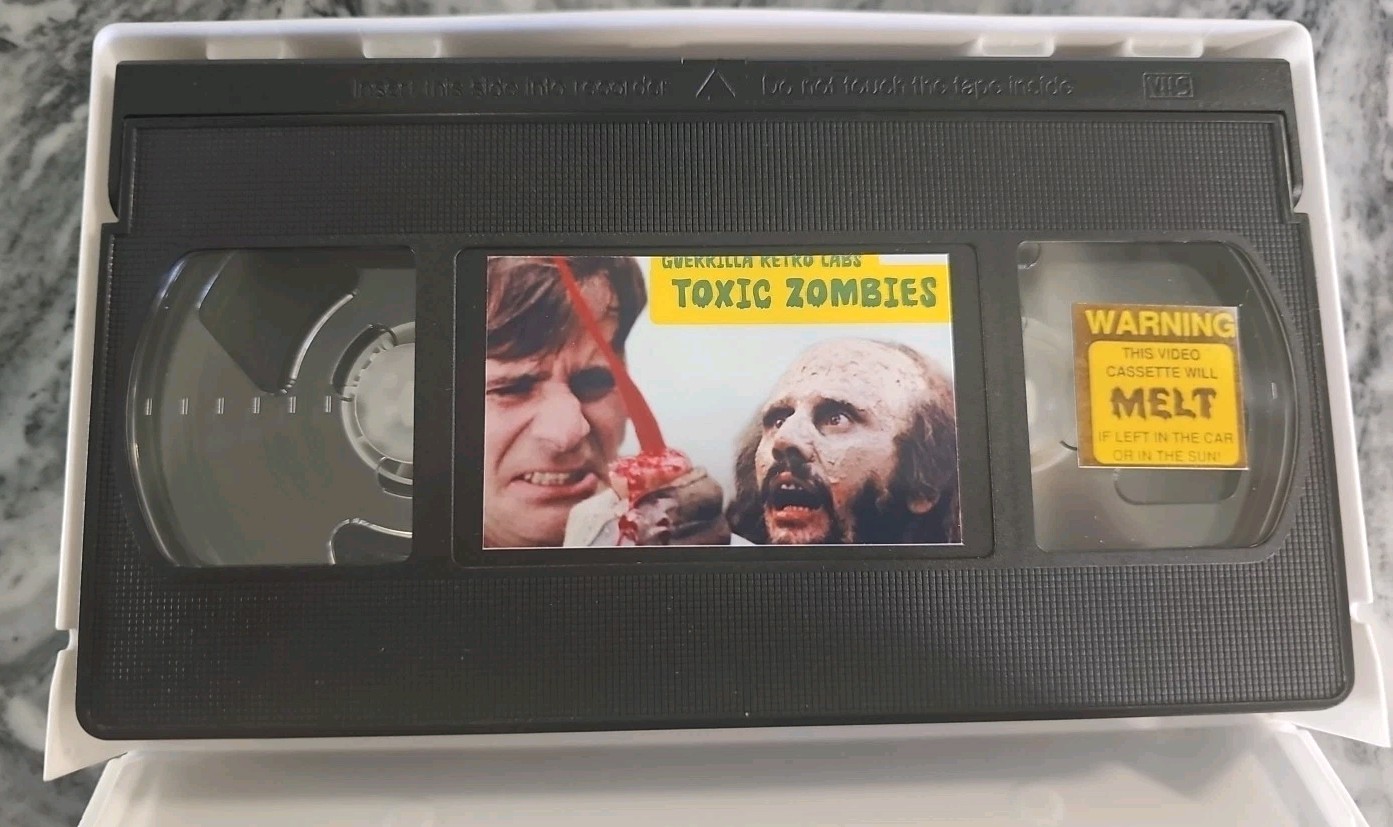 Insert this side into recorder
Do not touch the tape inside
VHS
GUERRILLA RETRO LABS
TOXIC ZOMBIES
WARNING
THIS VIDEO
CASSETTE WILL
MELT
IF LEFT IN THE CAR
OR IN THE SUN!